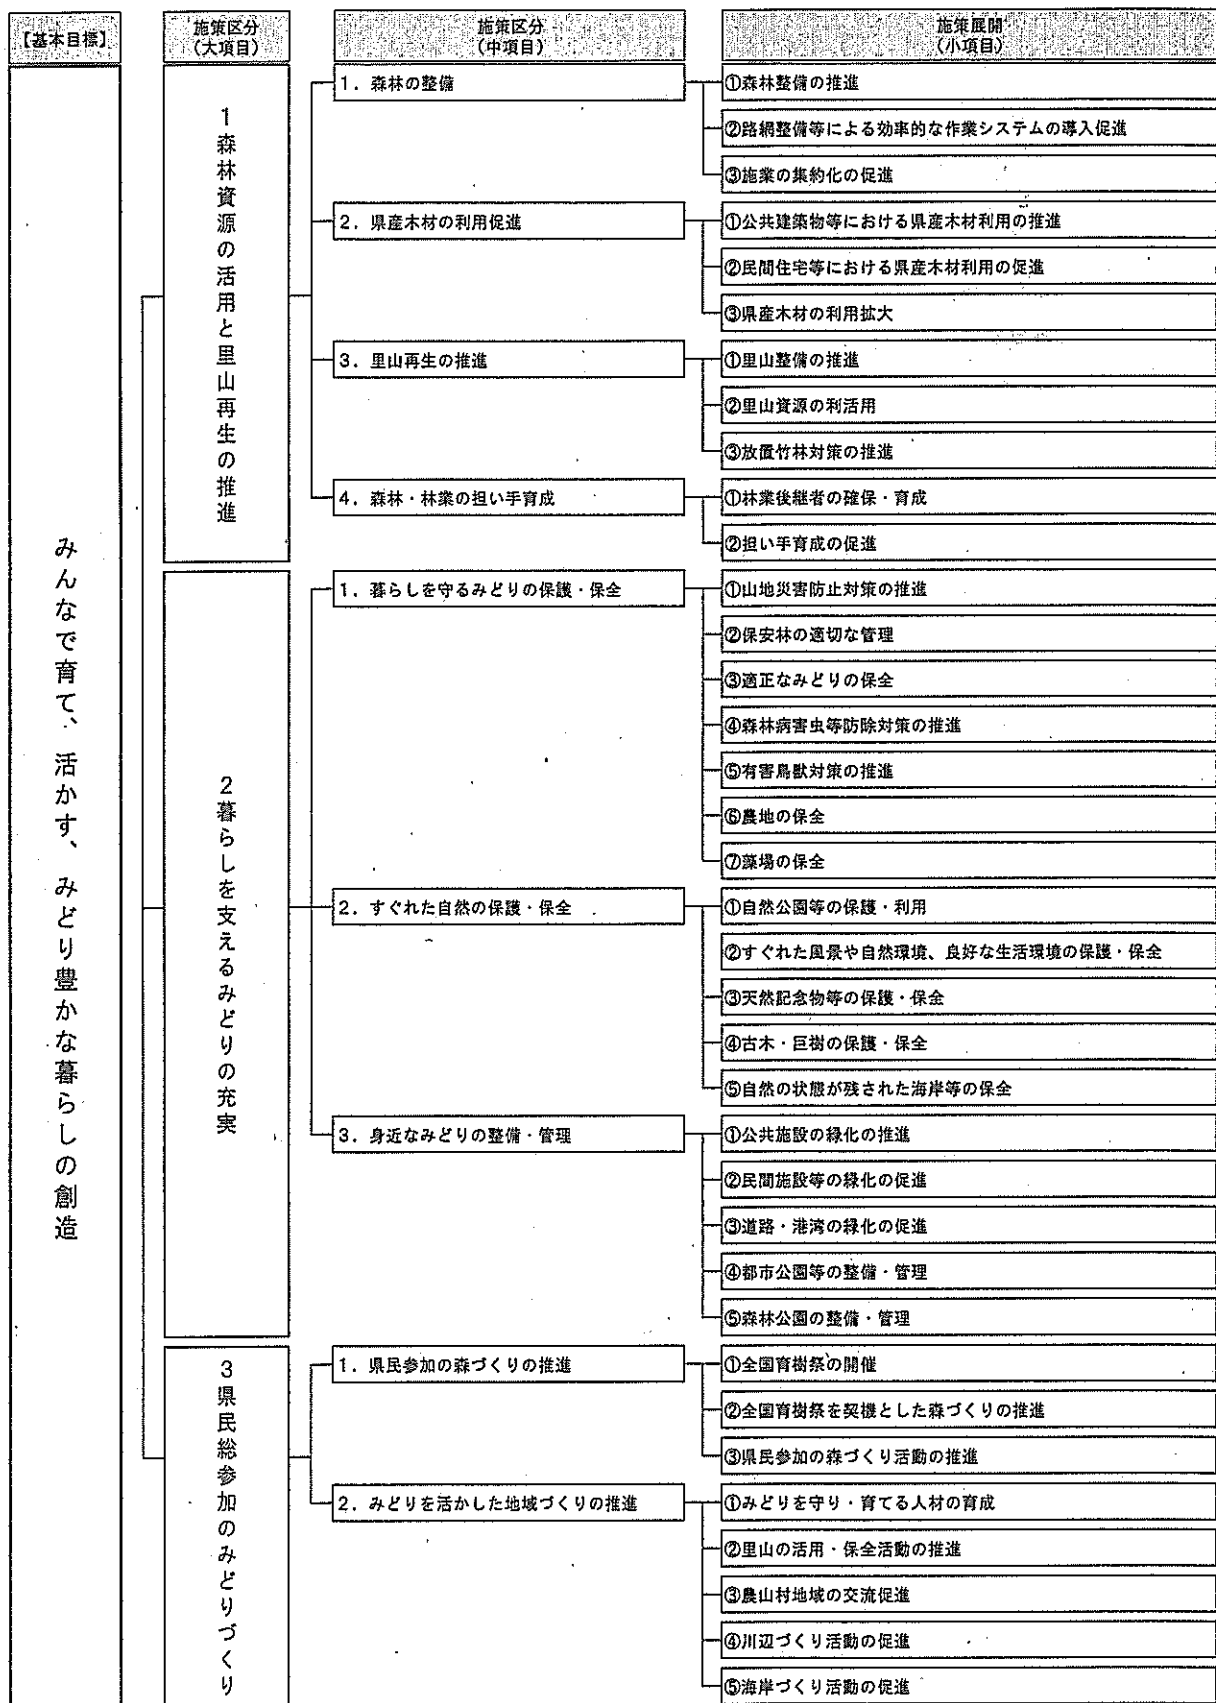 【基本目標】
施策区分
（大項目）
施策区分
（中項目）
施策展開
（小項目）
みんなで育て、活かす、みどり豊かな暮らしの創造
1森林資源の活用と里山再生の推進
1．森林の整備
①森林整備の推進
②路網整備等による効率的な作業システムの導入促進
③施業の集約化の促進
2．県産木材の利用促進
①公共建築物等における県産木材利用の推進
②民間住宅等における県産木材利用の促進
③県産木材の利用拡大
3．里山再生の推進
①里山整備の推進
②里山資源の利活用
③放置竹林対策の推進
4．森林・林業の担い手育成
①林業後継者の確保・育成
②担い手育成の促進
2暮らしを支えるみどりの充実
1．暮らしを守るみどりの保護・保全
①山地災害防止対策の推進
②保安林の適切な管理
③適正なみどりの保全
④森林病害虫等防除対策の推進
⑤有害鳥獣対策の推進
⑥農地の保全
⑦藻場の保全
2．すぐれた自然の保護・保全
①自然公園等の保護・利用
②すぐれた風景や自然環境、良好な生活環境の保護・保全
③天然記念物等の保護・保全
④古木・巨樹の保護・保全
⑤自然の状態が残された海岸等の保全
3．身近なみどりの整備・管理
①公共施設の緑化の推進
②民間施設等の緑化の促進
③道路・港湾の緑化の促進
④都市公園等の整備・管理
⑤森林公園の整備・管理
3県民総参加のみどりづくり
1．県民参加の森づくりの推進
①全国育樹祭の開催
②全国育樹祭を契機とした森づくりの推進
③県民参加の森づくり活動の推進
2．みどりを活かした地域づくりの推進
①みどりを守り・育てる人材の育成
②里山の活用・保全活動の推進
③農山村地域の交流促進
④川辺づくり活動の促進
⑤海岸づくり活動の促進